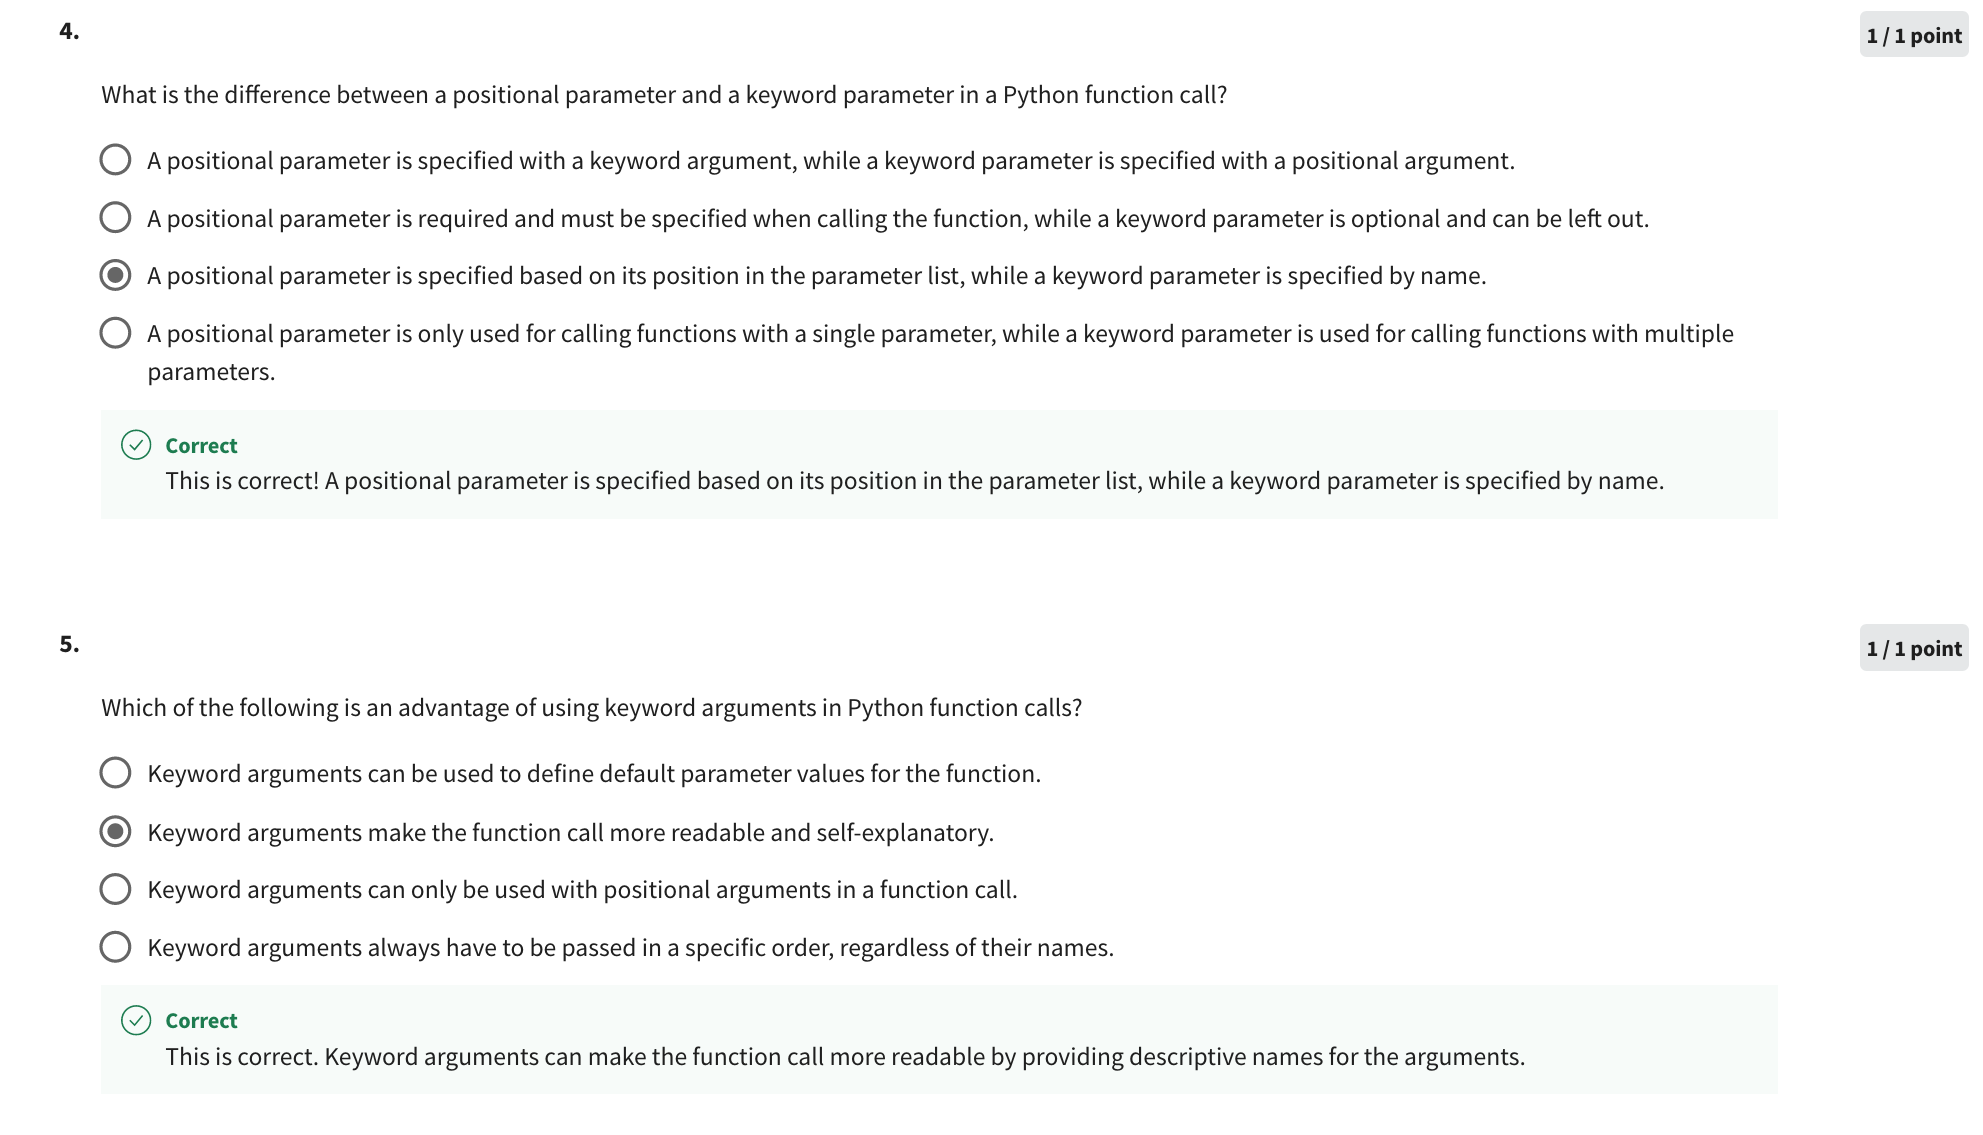 4.
1 / 1 point
What is the difference between a positional parameter and a keyword parameter in a Python function call?
A positional parameter is specified with a keyword argument, while a keyword parameter is specified with a positional argument.
A positional parameter is required and must be specified when calling the function, while a keyword parameter is optional and can be left out.
A positional parameter is specified based on its position in the parameter list, while a keyword parameter is specified by name.
A positional parameter is only used for calling functions with a single parameter, while a keyword parameter is used for calling functions with multiple
parameters.
Correct
This is correct! A positional parameter is specified based on its position in the parameter list, while a keyword parameter is specified by name.
5.
1 / 1 point
Which of the following is an advantage of using keyword arguments in Python function calls?
Keyword arguments can be used to define default parameter values for the function.
Keyword arguments make the function call more readable and self-explanatory.
Keyword arguments can only be used with positional arguments in a function call.
Keyword arguments always have to be passed in a specific order, regardless of their names.
Correct
This is correct. Keyword arguments can make the function call more readable by providing descriptive names for the arguments.